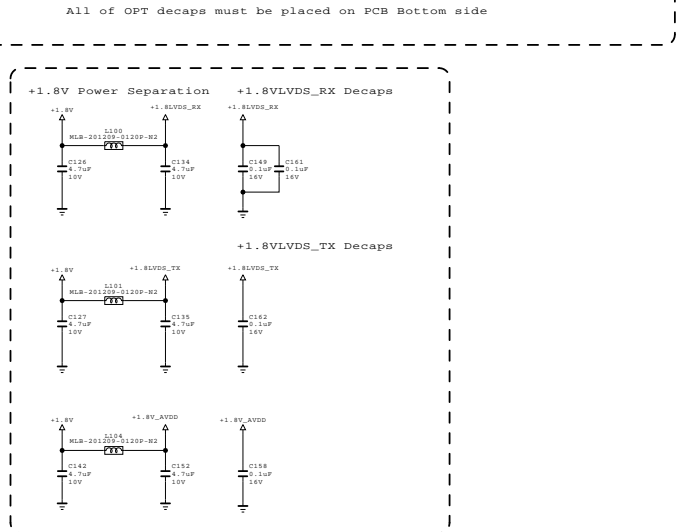 All of OPT decaps must be placed on PCB Bottom side
+1.8V Power Separation +1.8VLVDS_RX Decaps
+1.8V +1.8LVDS_RX +1.8LVDS_RX
L100
MLB-201209-0120P-N2
C126 C134 C149 C161
4.7uF 4.7uF 0.1uF 0.1uF
10V 10V 16V 16V
+1.8VLVDS_TX Decaps
+1.8V +1.8LVDS_TX +1.8LVDS_TX
L101
MLB-201209-0120P-N2
C127 C135 C162
4.7uF 4.7uF 0.1uF
10V 10V 16V
+1.8V +1.8V_AVDD +1.8V_AVDD
L104
MLB-201209-0120P-N2
C142 C152 C158
4.7uF 4.7uF 0.1uF
10V 10V 16V